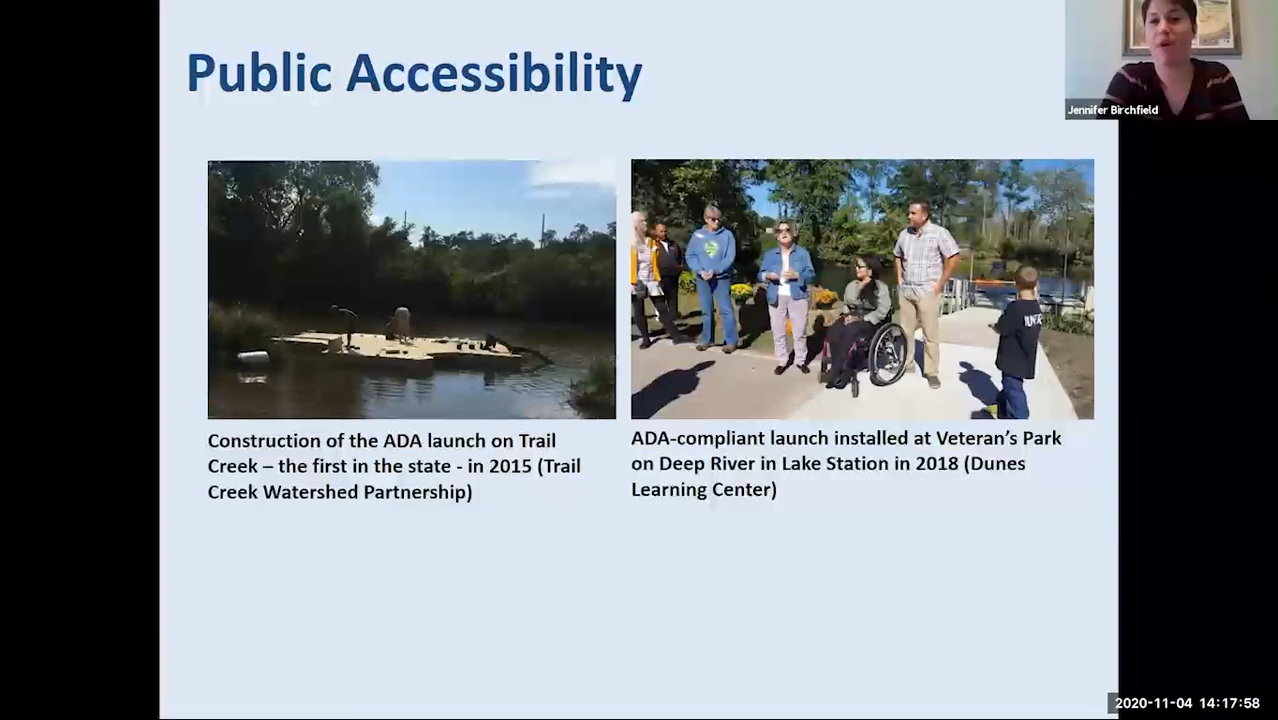 Public Accessibility
Jennifer Birchfield
Construction of the ADA launch on Trail
Creek – the first in the state - in 2015 (Trail
Creek Watershed Partnership)
ADA-compliant launch installed at Veteran’s Park
on Deep River in Lake Station in 2018 (Dunes
Learning Center)
2020-11-04 14:17:58